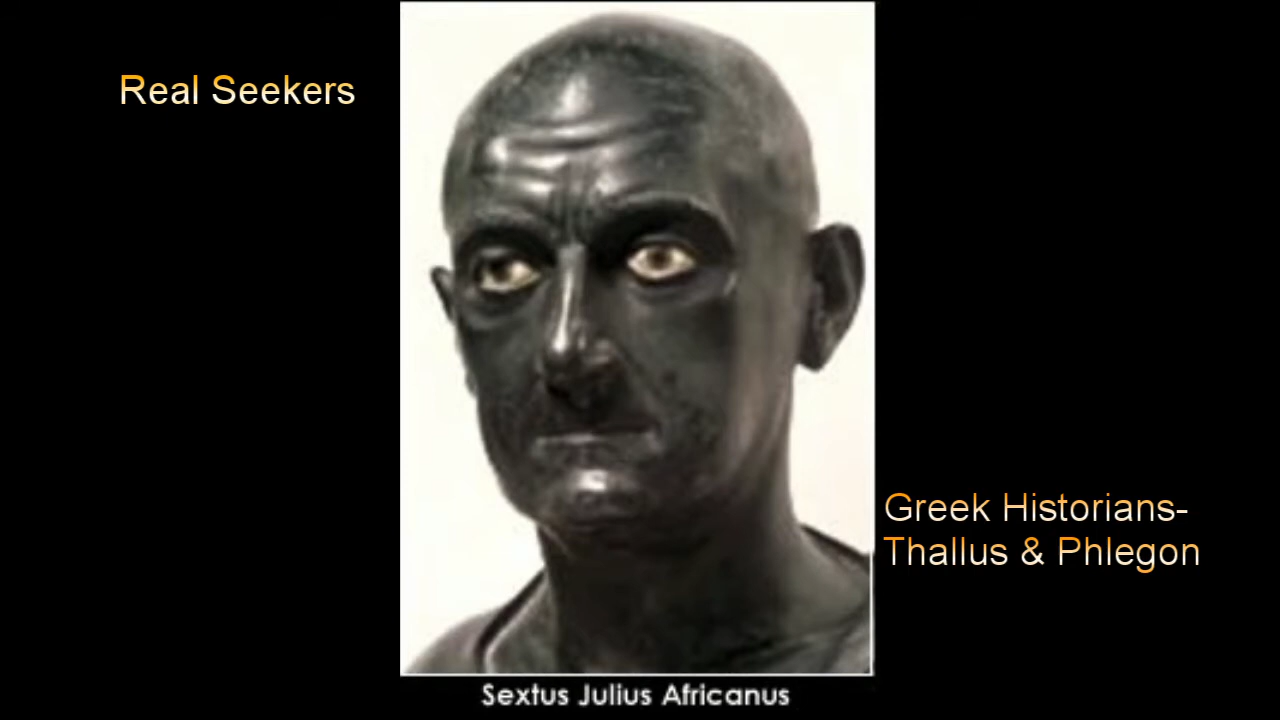 Real Seekers
Greek Historians-
Thallus & Phlegon
Sextus Julius Africanus